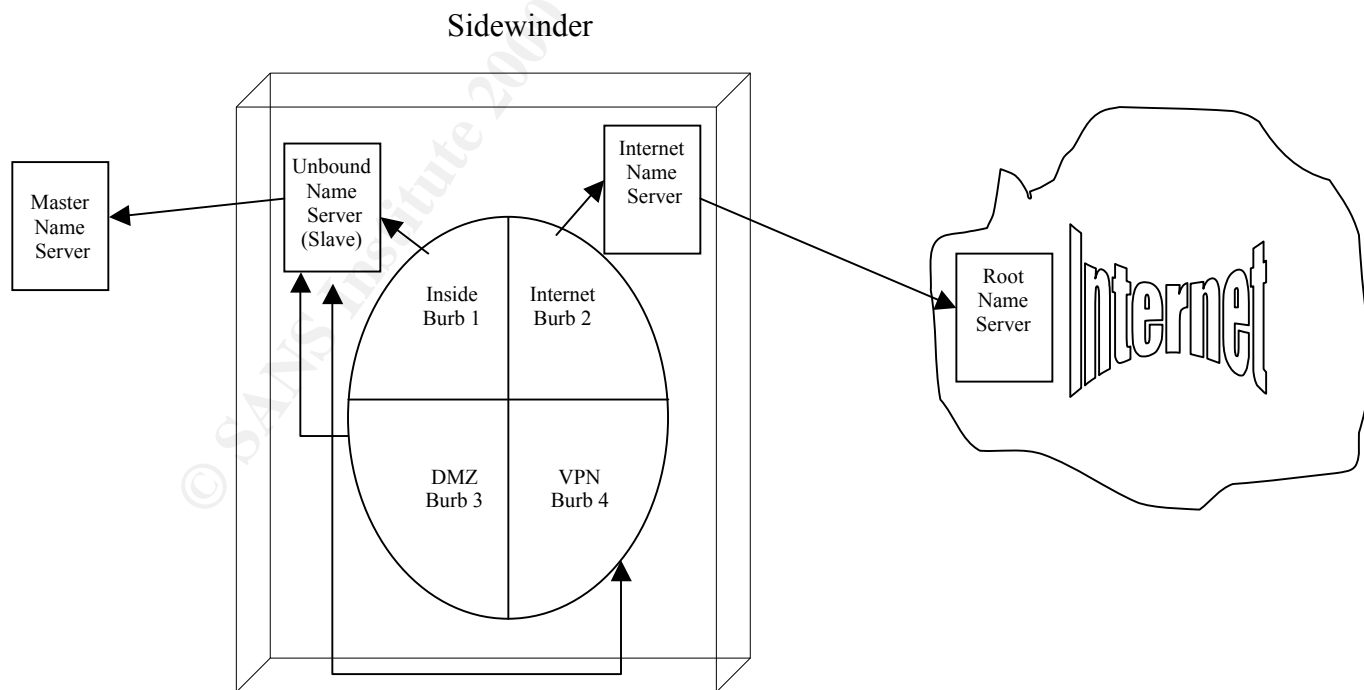 Sidewinder
Master
Name
Server
Unbound
Name
Server
(Slave)
Internet
Name
Server
Inside
Burb 1
Internet
Burb 2
DMZ
Burb 3
VPN
Burb 4
Root
Name
Server
Internet
© SANS Institute 200